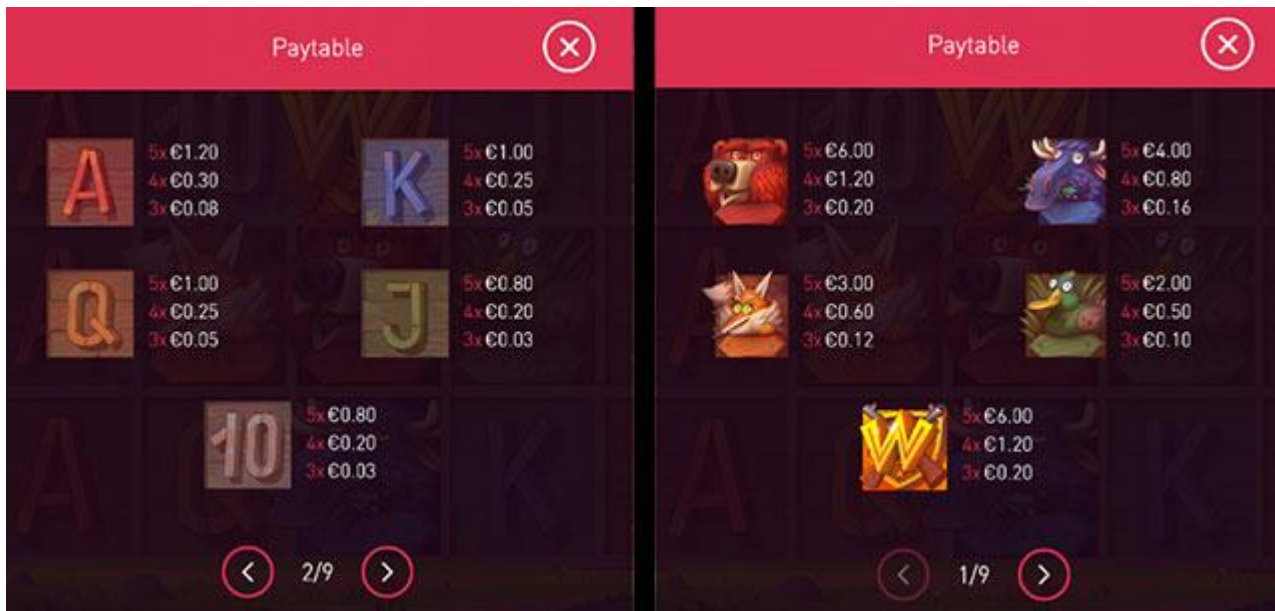 Paytable
A
5x €1.20
4x €0.30
3x €0.08
K
5x €1.00
4x €0.25
3x €0.05
Q
5x €1.00
4x €0.25
3x €0.05
J
5x €0.80
4x €0.20
3x €0.03
10
5x €0.80
4x €0.20
3x €0.03
2/9
Paytable
5x €6.00
4x €1.20
3x €0.20
5x €4.00
4x €0.80
3x €0.16
5x €3.00
4x €0.60
3x €0.12
5x €2.00
4x €0.50
3x €0.10
W
5x €6.00
4x €1.20
3x €0.20
1/9